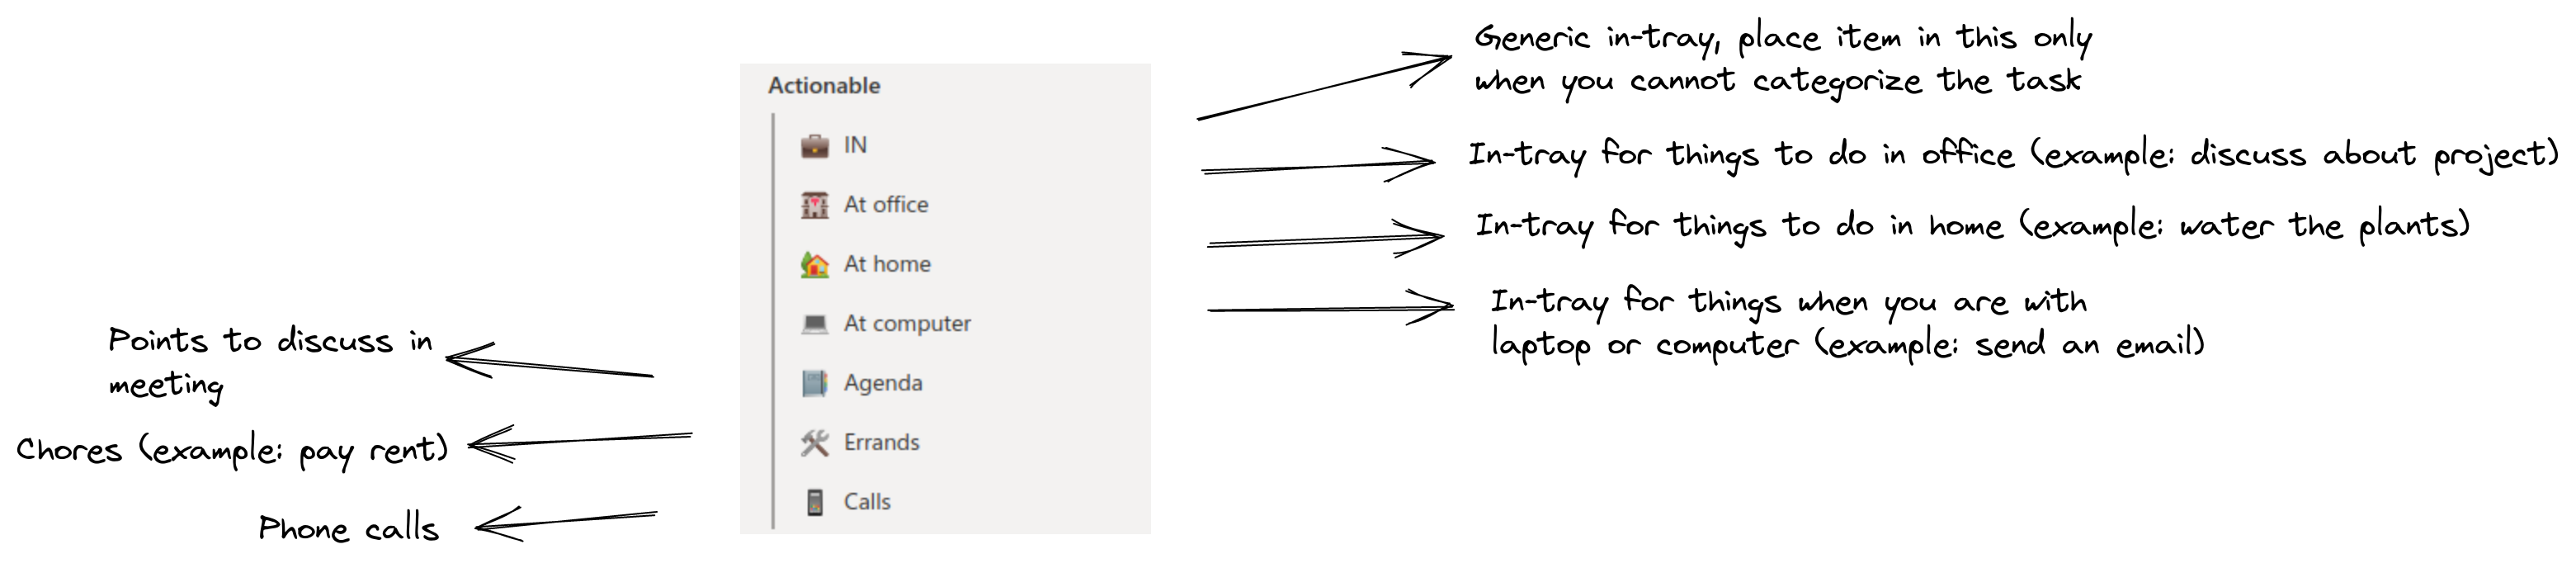 Generic in-tray, place item in this only
when you cannot categorize the task
Actionable
IN
In-tray for things to do in office (example: discuss about project)
At office
In-tray for things to do in home (example: water the plants)
At home
In-tray for things when you are with
laptop or computer (example: send an email)
At computer
Points to discuss in
meeting
Agenda
Chores (example: pay rent)
Errands
Phone calls
Calls